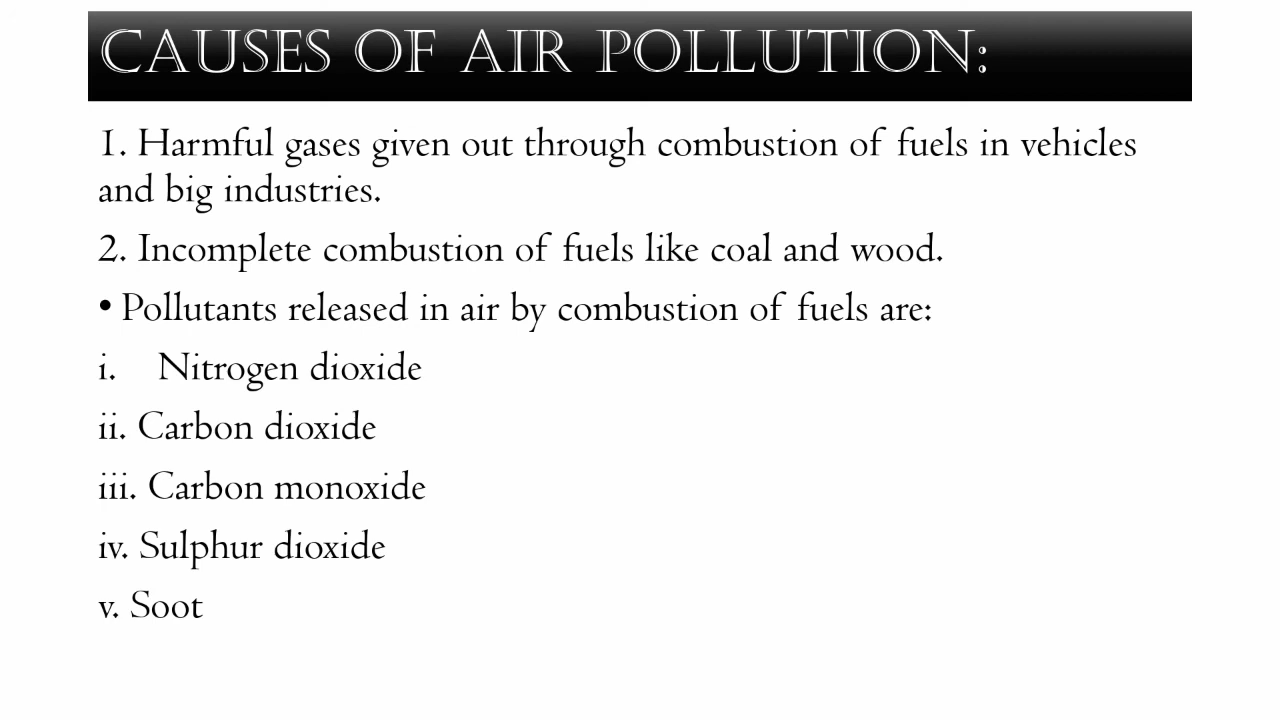 CAUSES OF AIR POLLUTION:
1. Harmful gases given out through combustion of fuels in vehicles
and big industries.
2. Incomplete combustion of fuels like coal and wood.
• Pollutants released in air by combustion of fuels are:
i. Nitrogen dioxide
ii. Carbon dioxide
iii. Carbon monoxide
iv. Sulphur dioxide
v. Soot